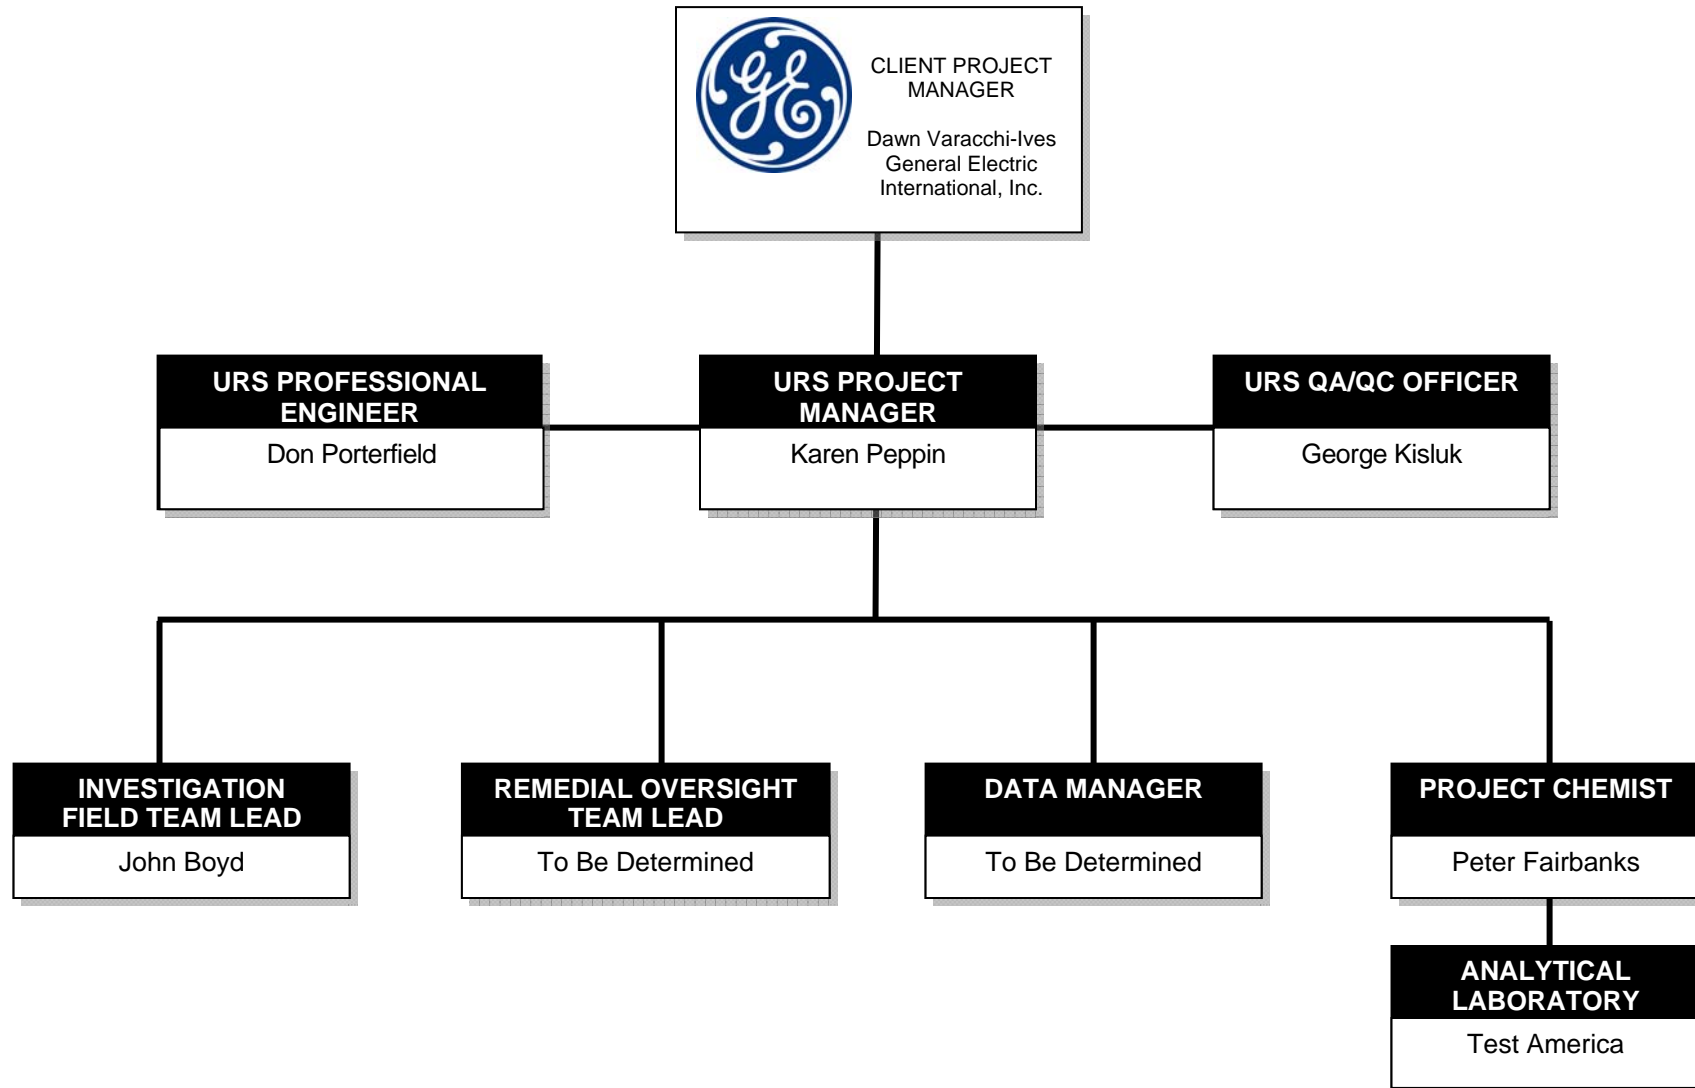 GE
CLIENT PROJECT
MANAGER
Dawn Varacchi-Ives
General Electric
International, Inc.
URS PROFESSIONAL
ENGINEER
Don Porterfield
URS PROJECT
MANAGER
Karen Peppin
URS QA/QC OFFICER
George Kisluk
INVESTIGATION
FIELD TEAM LEAD
John Boyd
REMEDIAL OVERSIGHT
TEAM LEAD
To Be Determined
DATA MANAGER
To Be Determined
PROJECT CHEMIST
Peter Fairbanks
ANALYTICAL
LABORATORY
Test America